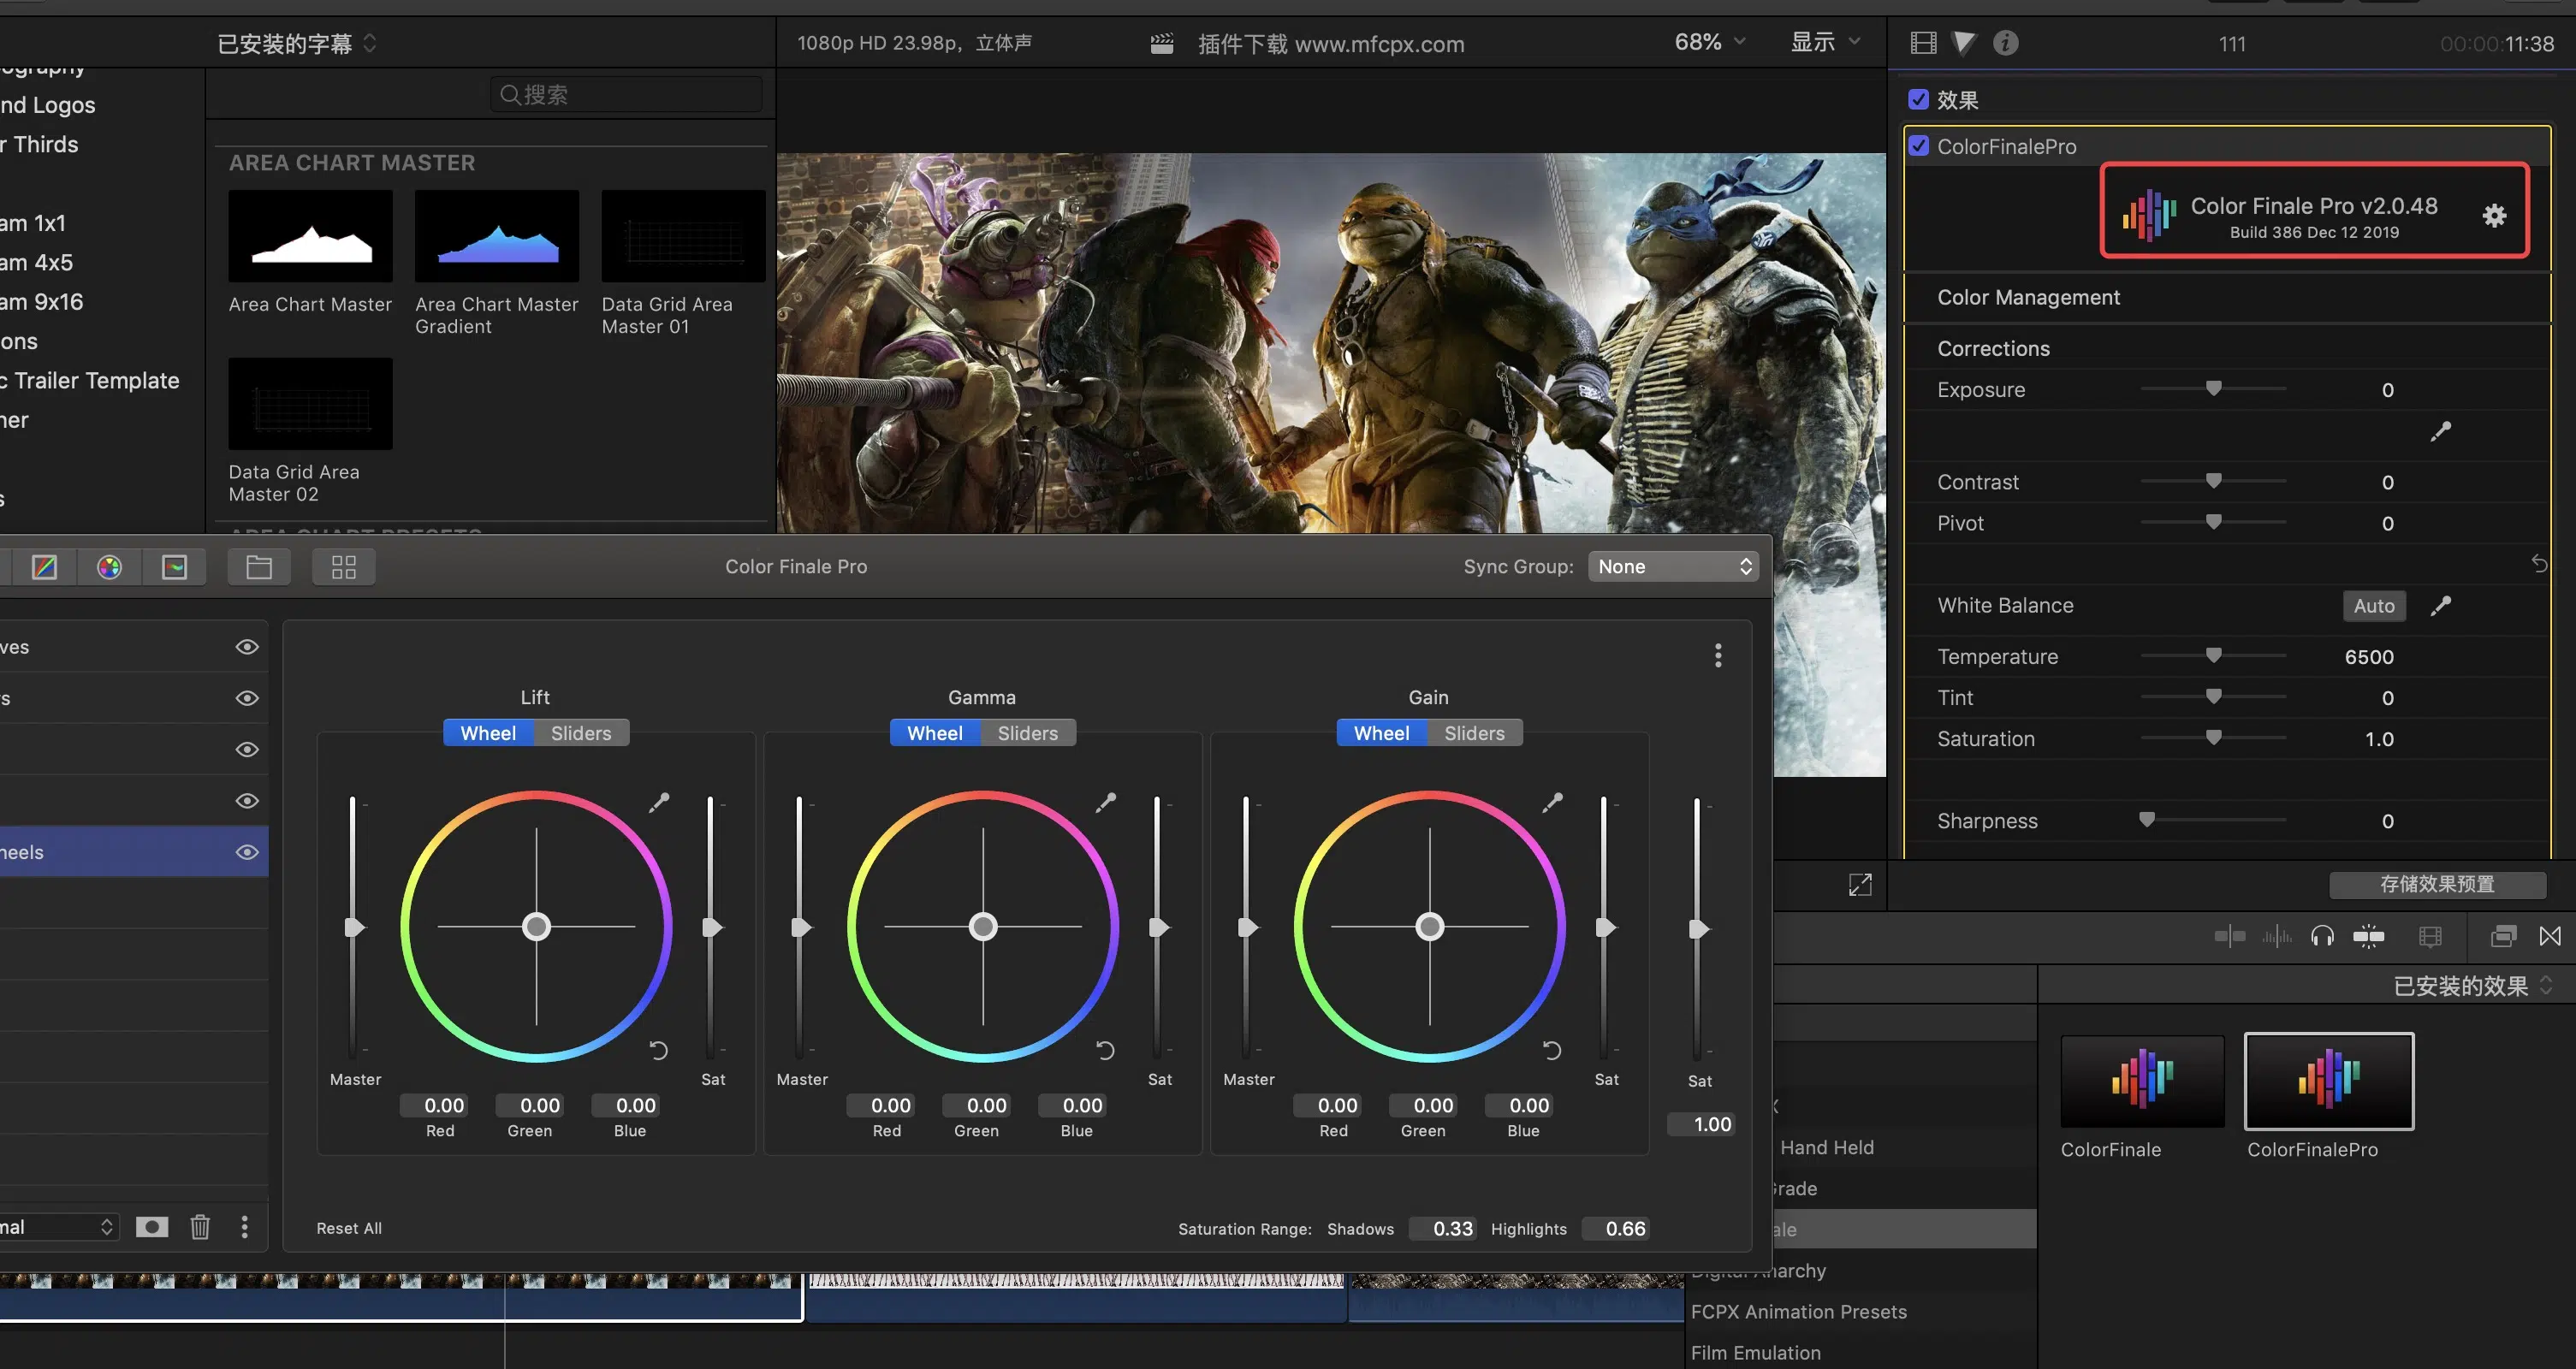 已安装的字幕
1080p HD 23.98p，立体声
插件下载 www.mfcpx.com
68%
显示
111
00:00:11:38
ography
nd Logos
r Thirds
am 1x1
am 4x5
am 9x16
ons
c Trailer Template
ner
s
搜索
AREA CHART MASTER
Area Chart Master
Area Chart Master
Gradient
Data Grid Area
Master 01
Data Grid Area
Master 02
AREA CHART PRESETS
效果
ColorFinalePro
Color Finale Pro v2.0.48
Build 386 Dec 12 2019
Color Management
Corrections
Exposure 0
Contrast 0
Pivot 0
White Balance Auto
Temperature 6500
Tint 0
Saturation 1.0
Sharpness 0
存储效果预置
Color Finale Pro
Sync Group: None
ves
s
heels
Lift
Wheel Sliders
Master
Sat
0.00 0.00 0.00
Red Green Blue
Gamma
Wheel Sliders
Master
Sat
0.00 0.00 0.00
Red Green Blue
Gain
Wheel Sliders
Master
Sat
0.00 0.00 0.00
Red Green Blue
Sat
1.00
mal
Reset All
Saturation Range: Shadows 0.33 Highlights 0.66
已安装的效果
X
Hand Held
Grade
ale
Digital Anarchy
FCPX Animation Presets
Film Emulation
ColorFinale
ColorFinalePro